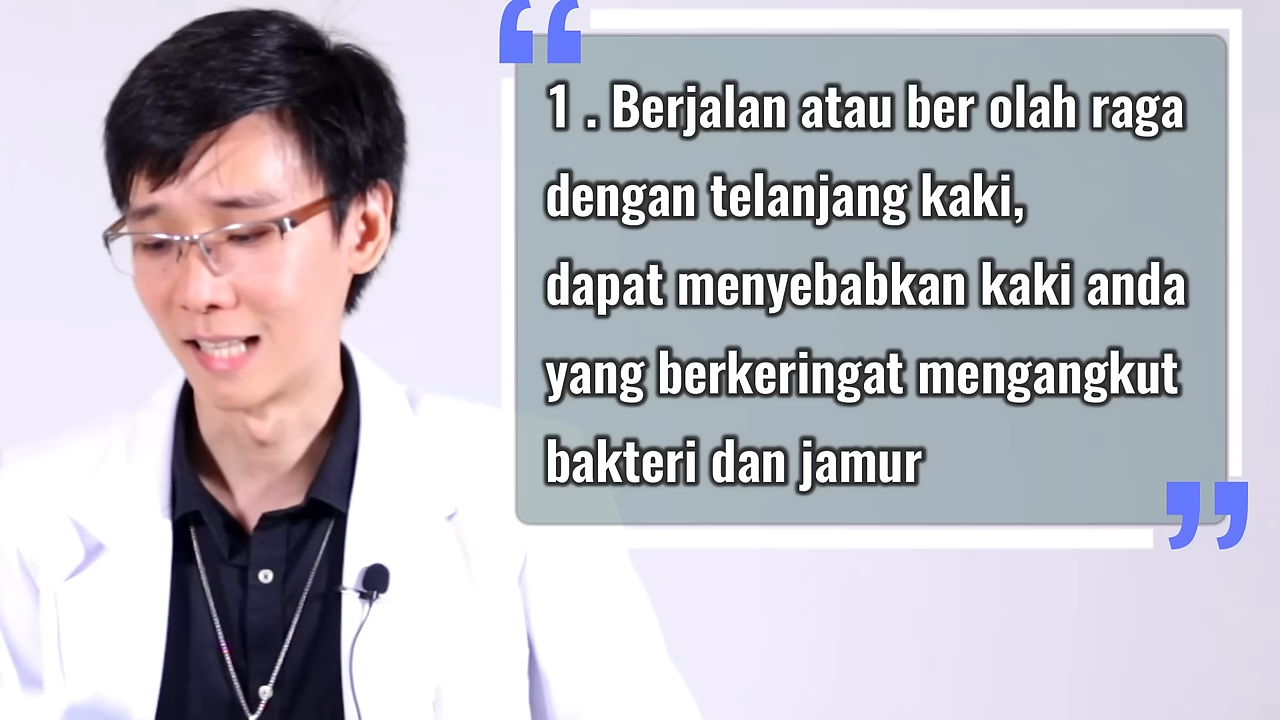 1 . Berjalan atau ber olah raga
dengan telanjang kaki,
dapat menyebabkan kaki anda
yang berkeringat mengangkut
bakteri dan jamur